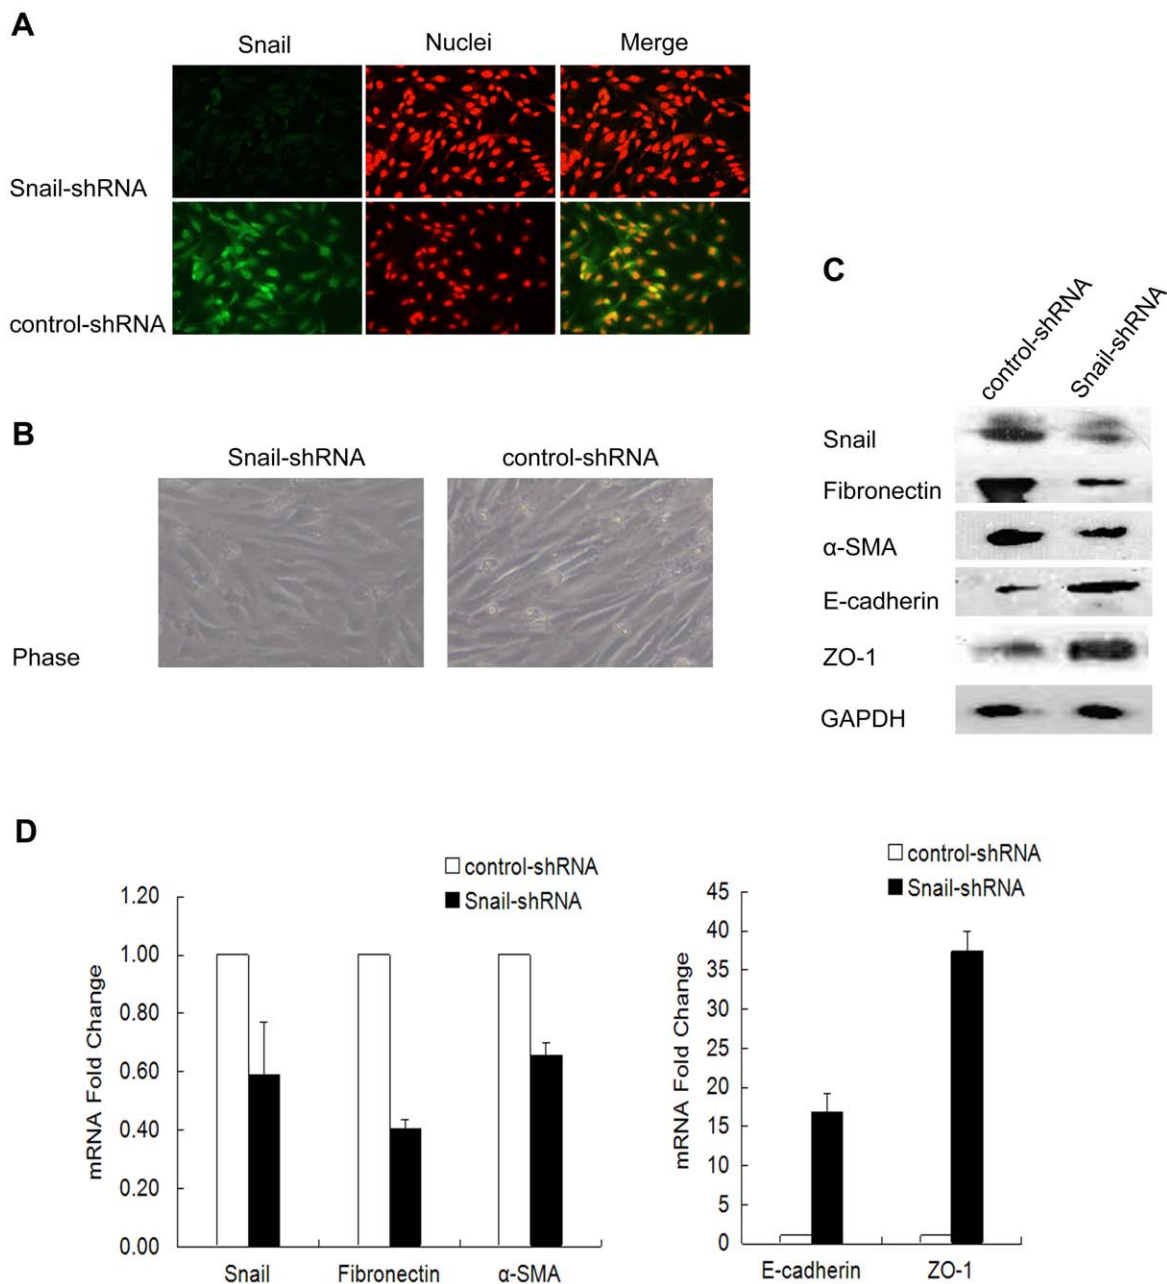 A
Snail Nuclei Merge
Snail-shRNA
control-shRNA
B
Snail-shRNA control-shRNA
Phase
C
control-shRNA Snail-shRNA
Snail
Fibronectin
α-SMA
E-cadherin
ZO-1
GAPDH
D
control-shRNA
Snail-shRNA
mRNA Fold Change
1.20
1.00
0.80
0.60
0.40
0.20
0.00
Snail Fibronectin α-SMA
control-shRNA
Snail-shRNA
mRNA Fold Change
45
40
35
30
25
20
15
10
5
0
E-cadherin ZO-1